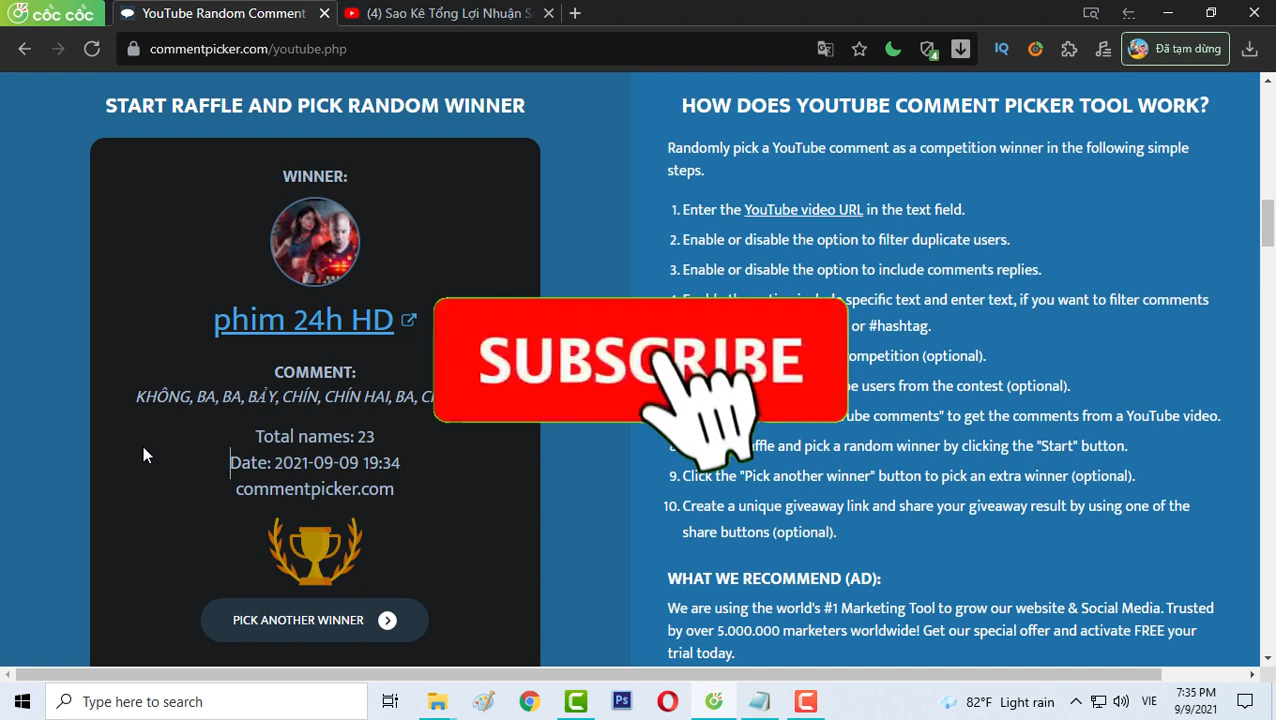 cốc cốc
YouTube Random Comment
(4) Sao Kê Tổng Lợi Nhuận S
commentpicker.com/youtube.php
4
IQ
Đã tạm dừng
START RAFFLE AND PICK RANDOM WINNER
WINNER:
phim 24h HD
COMMENT:
KHÔNG, BA, BA, BẢY, CHÍN, CHÍN HAI, BA, C
Total names: 23
Date: 2021-09-09 19:34
commentpicker.com
PICK ANOTHER WINNER
SUBSCRIBE
HOW DOES YOUTUBE COMMENT PICKER TOOL WORK?
Randomly pick a YouTube comment as a competition winner in the following simple
steps.
1. Enter the YouTube video URL in the text field.
2. Enable or disable the option to filter duplicate users.
3. Enable or disable the option to include comments replies.
specific text and enter text, if you want to filter comments
or #hashtag.
competition (optional).
users from the contest (optional).
comments" to get the comments from a YouTube video.
and pick a random winner by clicking the "Start" button.
9. Click the "Pick another winner" button to pick an extra winner (optional).
10. Create a unique giveaway link and share your giveaway result by using one of the
share buttons (optional).
WHAT WE RECOMMEND (AD):
We are using the world's #1 Marketing Tool to grow our website & Social Media. Trusted
by over 5.000.000 marketers worldwide! Get our special offer and activate FREE your
trial today.
Type here to search
Ps
82°F Light rain
VIE
7:35 PM
9/9/2021